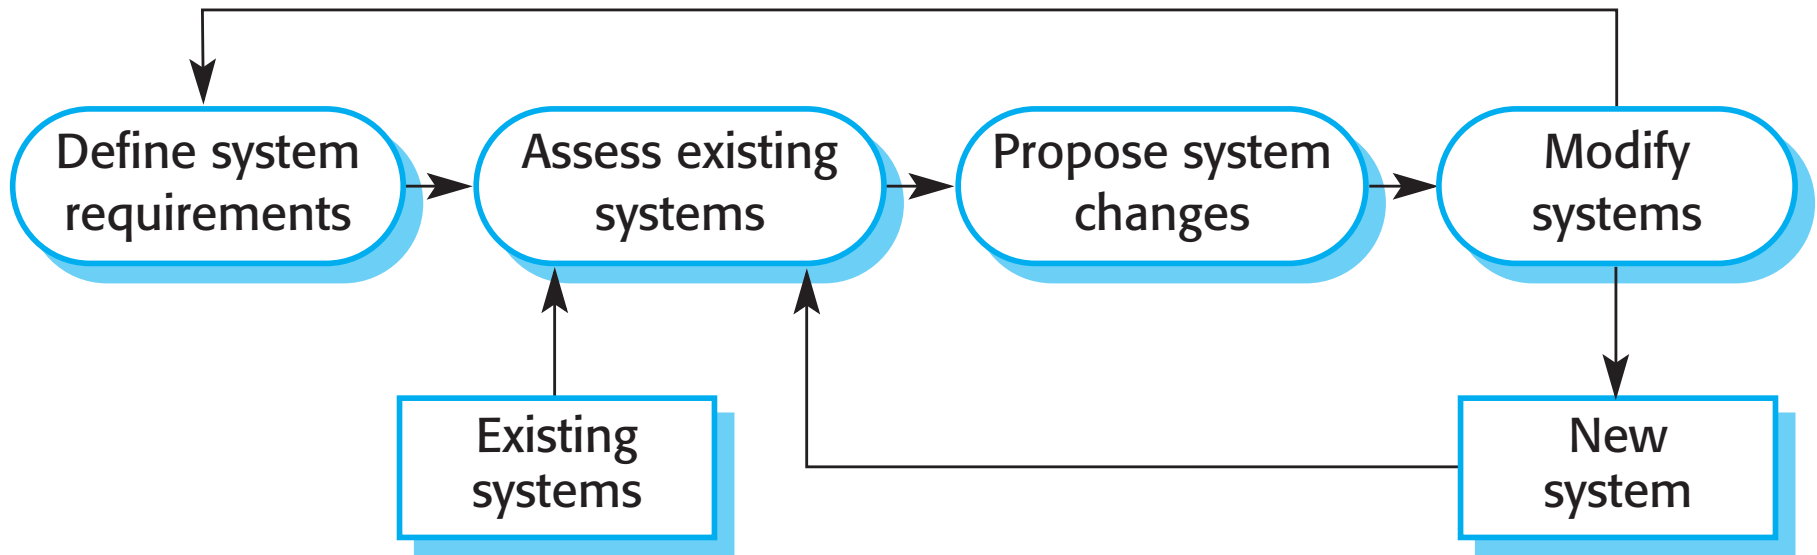 Define system
requirements
Assess existing
systems
Propose system
changes
Modify
systems
Existing
systems
New
system